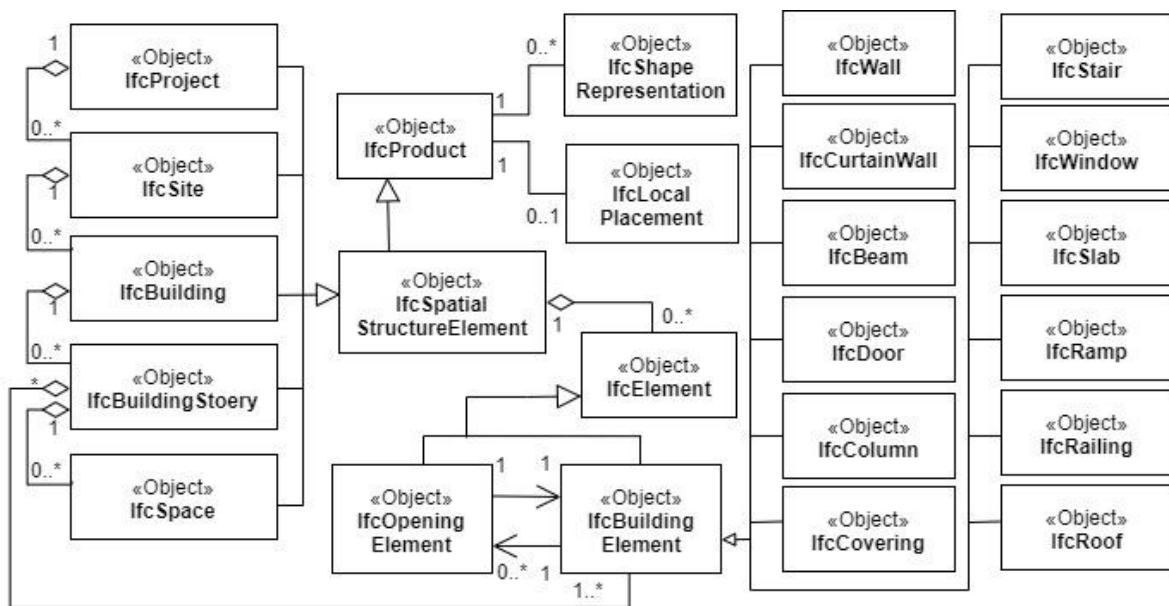 1
«Object»
IfcProject
0..*
«Object»
IfcSite
1
0..*
«Object»
IfcBuilding
1
0..*
*
«Object»
IfcBuildingStoery
1
0..*
«Object»
IfcSpace
«Object»
IfcProduct
1
1
0..*
«Object»
IfcShape
Representation
«Object»
IfcLocal
Placement
0..1
«Object»
IfcSpatial
StructureElement
1
0..*
«Object»
IfcElement
«Object»
IfcOpening
Element
1
1
0..*
1
«Object»
IfcBuilding
Element
1..*
«Object»
IfcWall
«Object»
IfcCurtainWall
«Object»
IfcBeam
«Object»
IfcDoor
«Object»
IfcColumn
«Object»
IfcCovering
«Object»
IfcStair
«Object»
IfcWindow
«Object»
IfcSlab
«Object»
IfcRamp
«Object»
IfcRailing
«Object»
IfcRoof